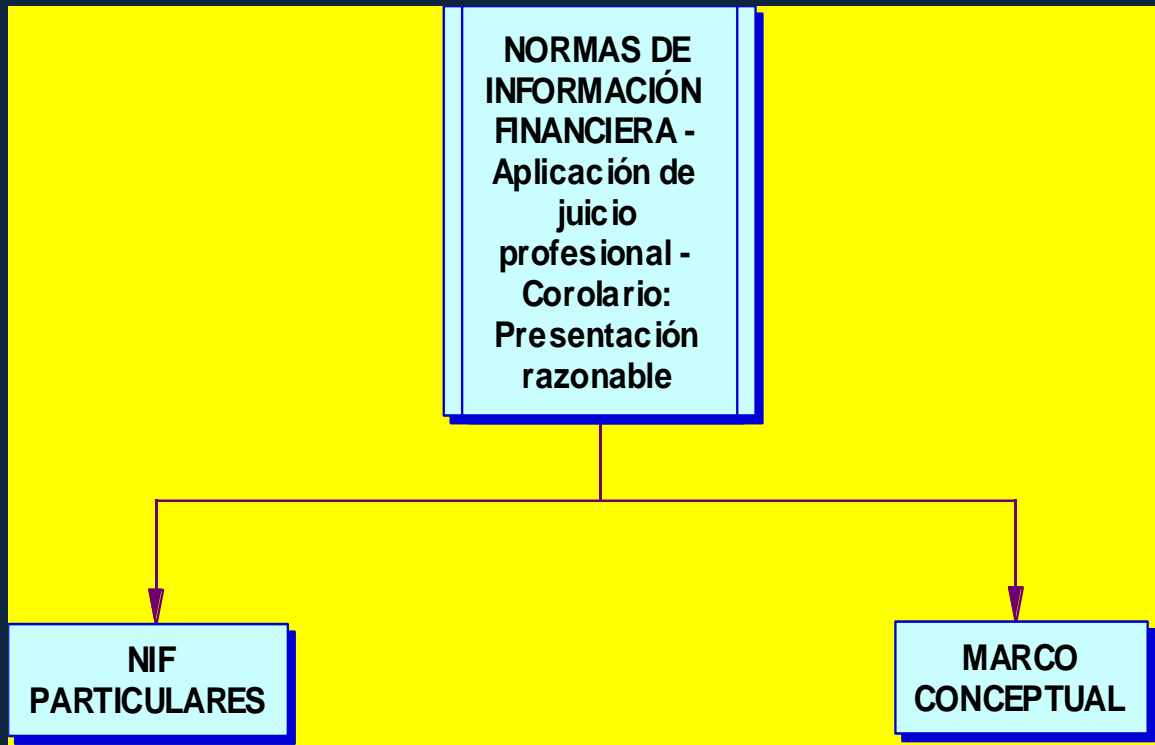 NORMAS DE
INFORMACIÓN
FINANCIERA -
Aplicación de
juicio
profesional -
Corolario:
Presentación
razonable
NIF
PARTICULARES
MARCO
CONCEPTUAL